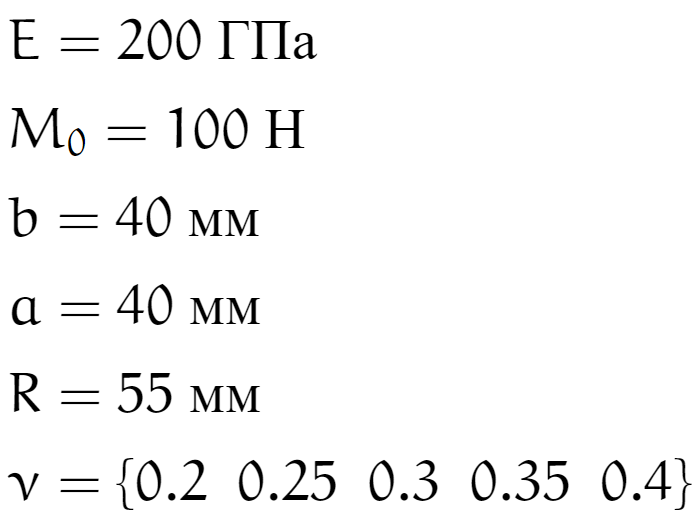 E = 200 ГПа
M₀ = 100 Н
b = 40 мм
a = 40 мм
R = 55 мм
ν = {0.2 0.25 0.3 0.35 0.4}